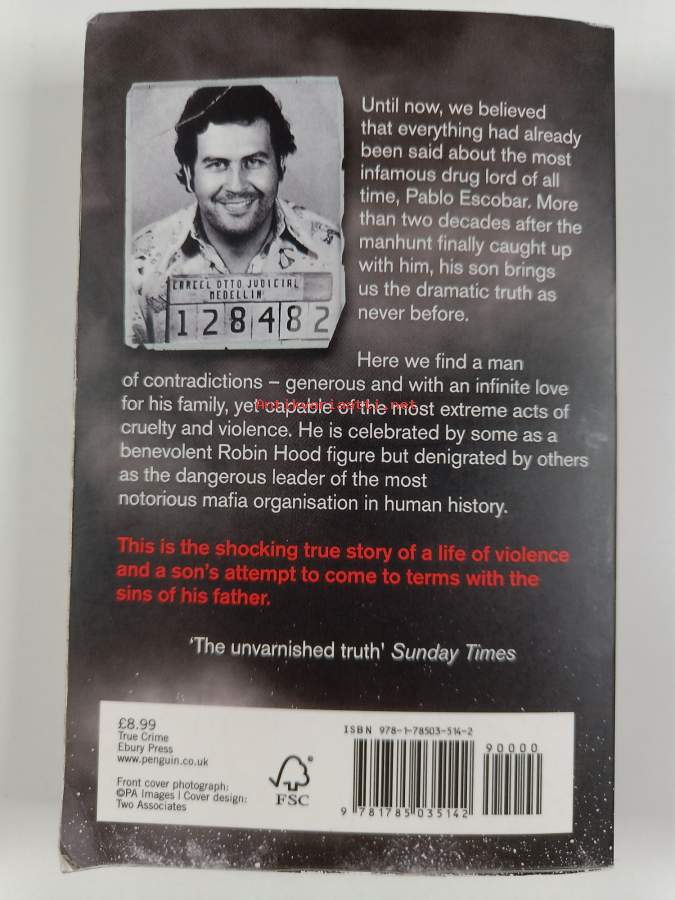 Until now, we believed
that everything had already
been said about the most
infamous drug lord of all
time, Pablo Escobar. More
than two decades after the
manhunt finally caught up
with him, his son brings
us the dramatic truth as
never before.
CARCEL DTTO JUDICIAL
MEDELLIN
128482
Here we find a man
of contradictions – generous and with an infinite love
for his family, yet capable of the most extreme acts of
cruelty and violence. He is celebrated by some as a
benevolent Robin Hood figure but denigrated by others
as the dangerous leader of the most
notorious mafia organisation in human history.
Antikvariaatti.net
This is the shocking true story of a life of violence
and a son's attempt to come to terms with the
sins of his father.
'The unvarnished truth' Sunday Times
£8.99
True Crime
Ebury Press
www.penguin.co.uk
Front cover photograph:
©PA Images | Cover design:
Two Associates
FSC
ISBN 978-1-78503-514-2
90000
9 781785 035142